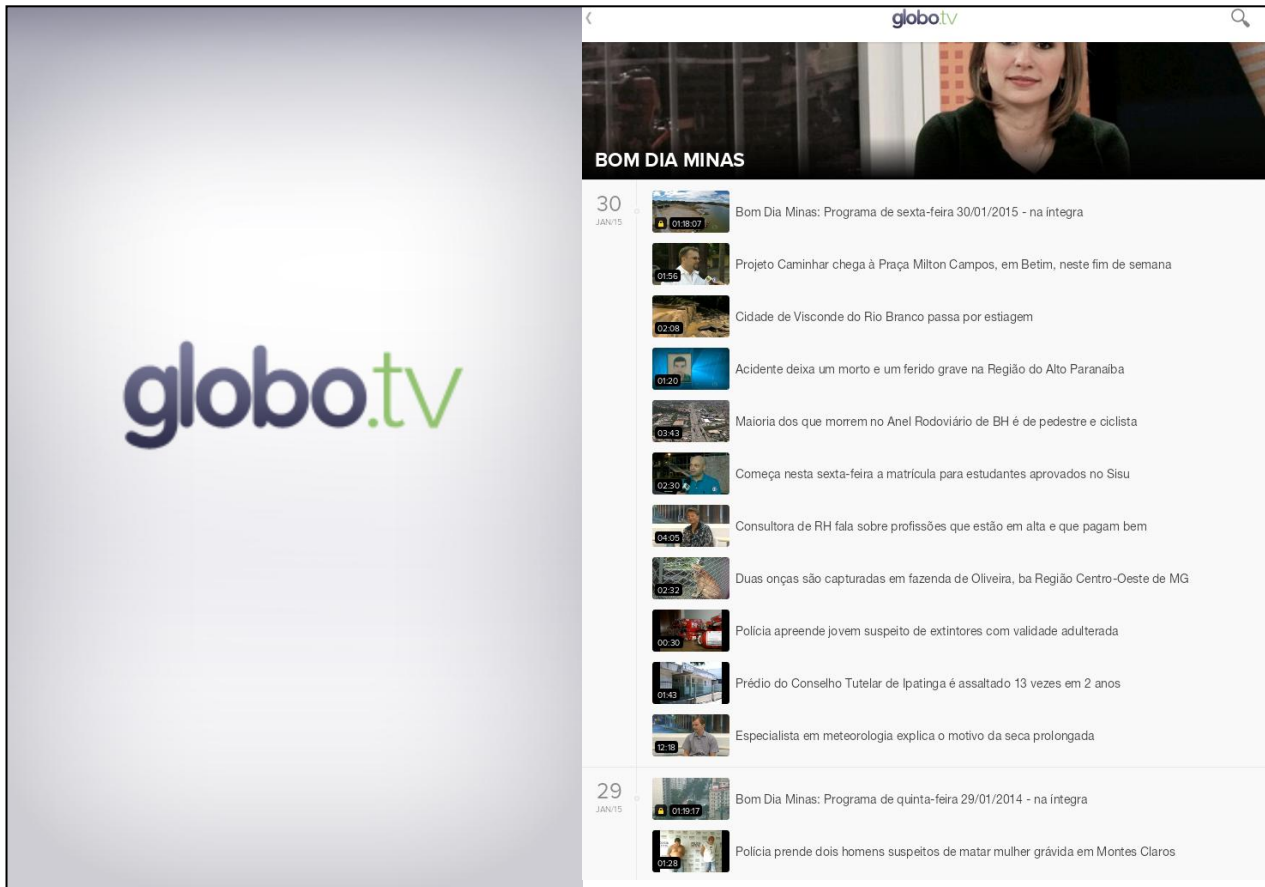 globo.tv
globo.tv
BOM DIA MINAS
30
JAN/15
01:18:07
Bom Dia Minas: Programa de sexta-feira 30/01/2015 - na íntegra
01:56
Projeto Caminhar chega à Praça Milton Campos, em Betim, neste fim de semana
02:08
Cidade de Visconde do Rio Branco passa por estiagem
01:20
Acidente deixa um morto e um ferido grave na Região do Alto Paranaíba
03:43
Maioria dos que morrem no Anel Rodoviário de BH é de pedestre e ciclista
02:30
Começa nesta sexta-feira a matrícula para estudantes aprovados no Sisu
04:05
Consultora de RH fala sobre profissões que estão em alta e que pagam bem
02:32
Duas onças são capturadas em fazenda de Oliveira, ba Região Centro-Oeste de MG
00:30
Polícia apreende jovem suspeito de extintores com validade adulterada
01:43
Prédio do Conselho Tutelar de Ipatinga é assaltado 13 vezes em 2 anos
12:18
Especialista em meteorologia explica o motivo da seca prolongada
29
JAN/15
01:19:17
Bom Dia Minas: Programa de quinta-feira 29/01/2014 - na íntegra
01:28
Polícia prende dois homens suspeitos de matar mulher grávida em Montes Claros